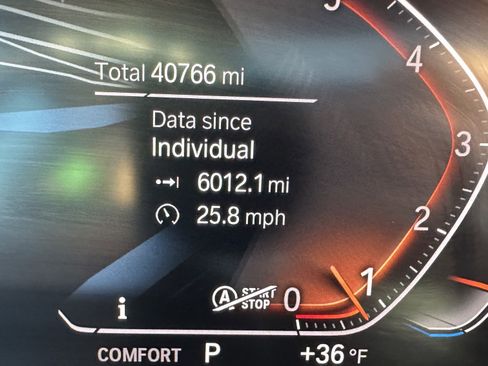 5
4
Total 40766 mi
Data since
Individual
3
6012.1 mi
25.8 mph
2
1
A START
STOP
0
i
COMFORT P +36 °F